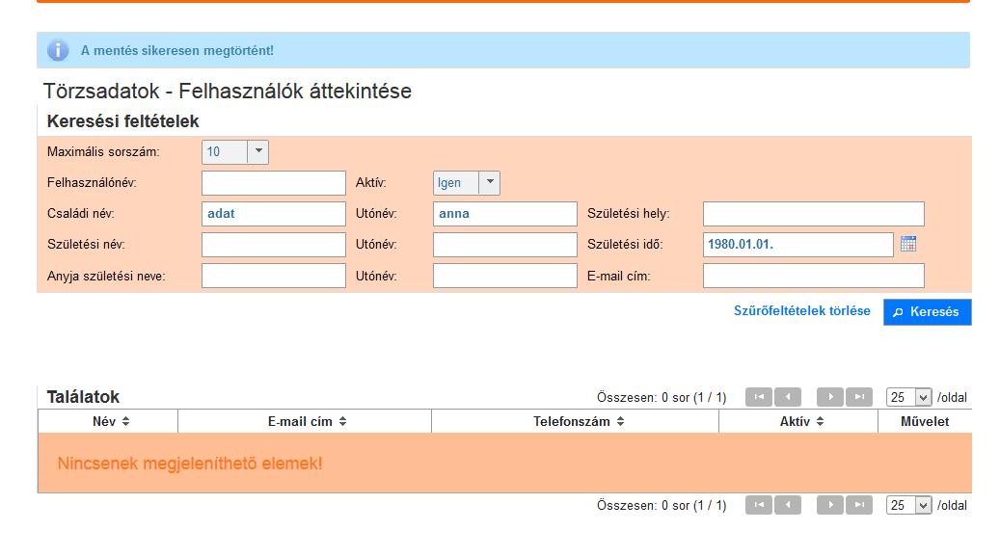 A mentés sikeresen megtörtént!
Törzsadatok - Felhasználók áttekintése
Keresési feltételek
Maximális sorszám: 10
Felhasználónév: Aktív: Igen
Családi név: adat Utónév: anna Születési hely:
Születési név: Utónév: Születési idő: 1980.01.01.
Anyja születési neve: Utónév: E-mail cím:
Szűrőfeltételek törlése Keresés
Találatok Összesen: 0 sor (1 / 1) 25 /oldal
Név E-mail cím Telefonszám Aktív Művelet
Nincsenek megjeleníthető elemek!
Összesen: 0 sor (1 / 1) 25 /oldal